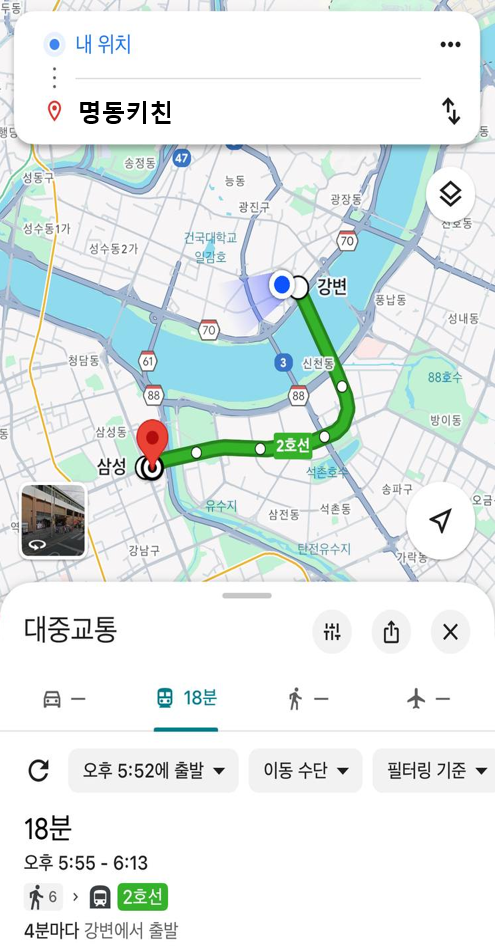 내 위치
명동키친
송정동
47
성동구
능동
광진구
광장동
성수동1가
건국대학교
일감호
성수동2가
70
천호동
강변
풍납동
70
성내동
청담동
61
3
신천동
88호수
88
88
방이동
삼성동
2호선
삼성
석촌호수
송파구
유수지
삼전동
석촌동
역
오금
탄전유수지
강남구
가락동
대중교통
—
18분
—
—
오후 5:52에 출발
이동 수단
필터링 기준
18분
오후 5:55 - 6:13
6
2호선
4분마다 강변에서 출발